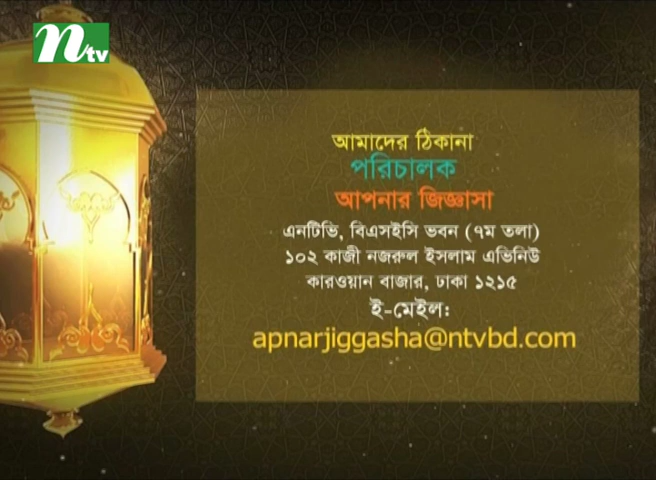 ntv
আমাদের ঠিকানা
পরিচালক
আপনার জিজ্ঞাসা
এনটিভি, বিএসইসি ভবন (৭ম তলা)
১০২ কাজী নজরুল ইসলাম এভিনিউ
কারওয়ান বাজার, ঢাকা ১২১৫
ই-মেইল:
apnarjiggasha@ntvbd.com